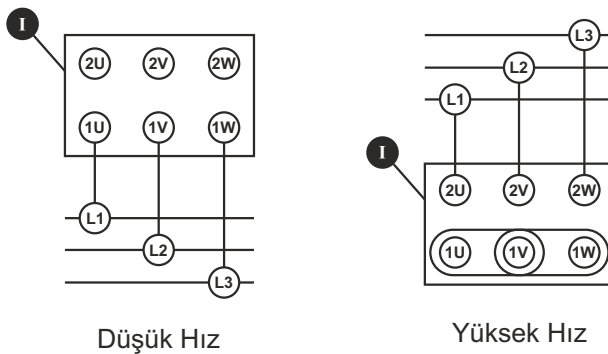 I
2U 2V 2W
1U 1V 1W
L1
L2
L3
Düşük Hız
L3
L2
L1
I
2U 2V 2W
1U 1V 1W
Yüksek Hız